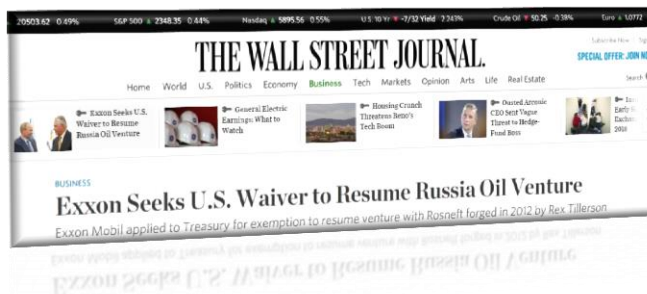 20503.62 0.49% S&P 500 ▲ 2348.35 0.44% Nasdaq ▲ 5895.56 0.55% U.S. 10 Yr ▼ -7/32 Yield 2.243% Crude Oil ▼ 50.25 -0.38% Euro ▲ 1.0772
THE WALL STREET JOURNAL.
Subscribe Now
SPECIAL OFFER: JOIN
Home World U.S. Politics Economy Business Tech Markets Opinion Arts Life Real Estate
Search
Exxon Seeks U.S.
Waiver to Resume
Russia Oil Venture
General Electric
Earnings: What to
Watch
Housing Crunch
Threatens Reno's
Tech Boom
Ousted Arconic
CEO Sent Vague
Threat to Hedge-
Fund Boss
BUSINESS
Exxon Seeks U.S. Waiver to Resume Russia Oil Venture
Exxon Mobil applied to Treasury for exemption to resume venture with Rosneft forged in 2012 by Rex Tillerson